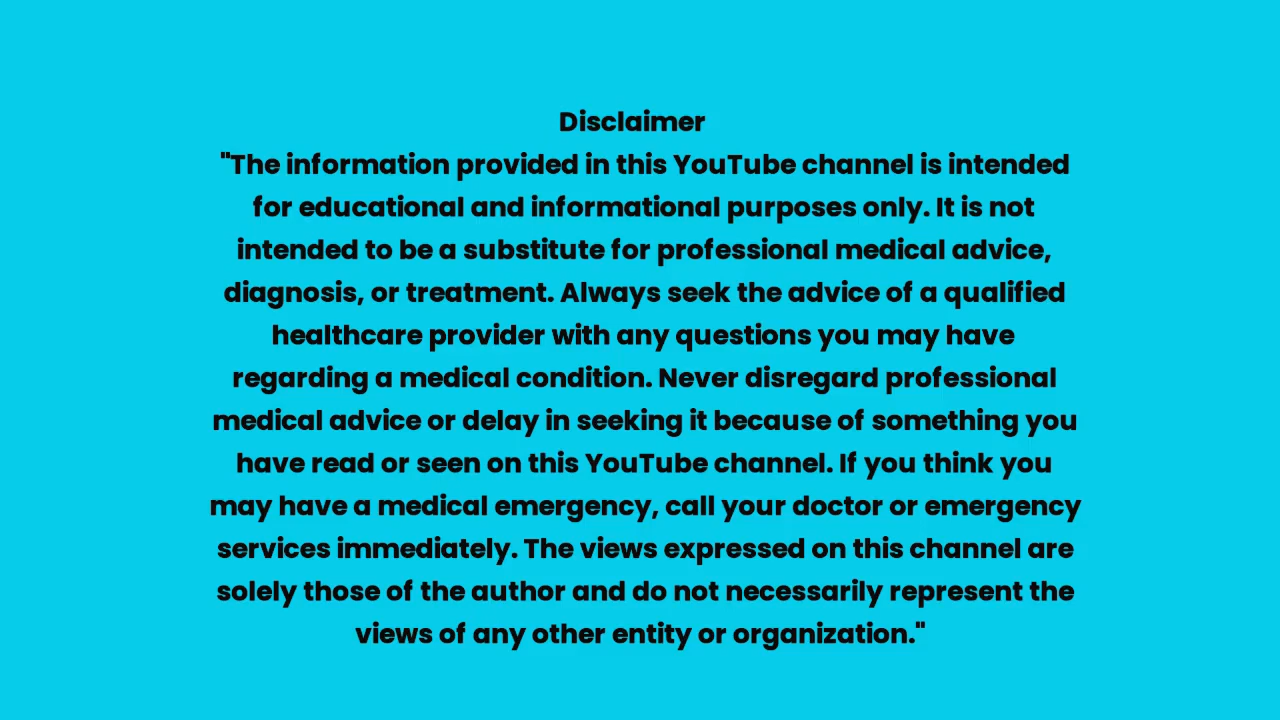 Disclaimer
"The information provided in this YouTube channel is intended
for educational and informational purposes only. It is not
intended to be a substitute for professional medical advice,
diagnosis, or treatment. Always seek the advice of a qualified
healthcare provider with any questions you may have
regarding a medical condition. Never disregard professional
medical advice or delay in seeking it because of something you
have read or seen on this YouTube channel. If you think you
may have a medical emergency, call your doctor or emergency
services immediately. The views expressed on this channel are
solely those of the author and do not necessarily represent the
views of any other entity or organization."